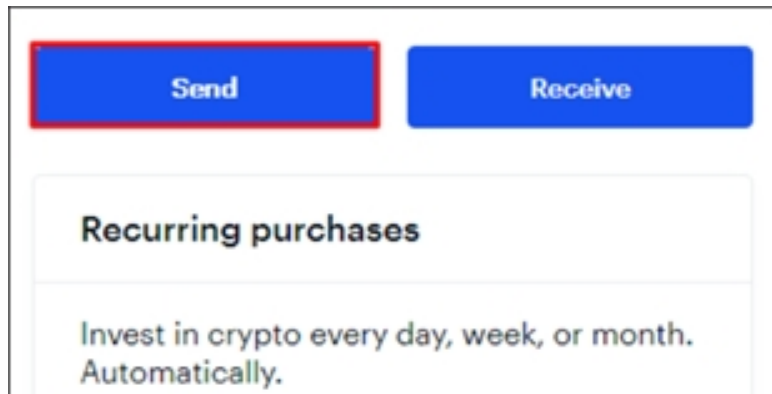 Send
Receive
Recurring purchases
Invest in crypto every day, week, or month.
Automatically.